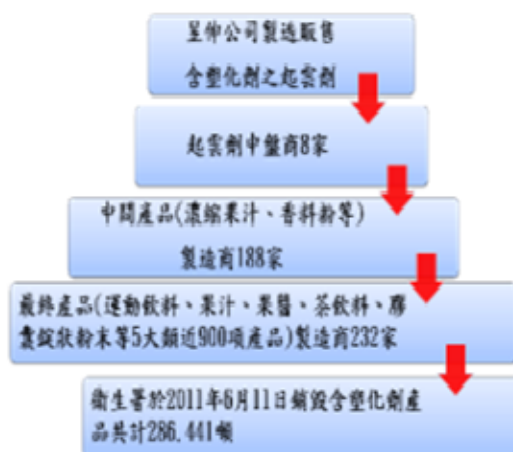 昱伸公司製造販售
含塑化劑之起雲劑
起雲劑中盤商8家
中間產品(濃縮果汁、香料粉等)
製造商188家
最終產品(運動飲料、果汁、果醬、茶飲料、膠
囊錠狀粉末等5大類近900項產品)製造商232家
衛生署於2011年6月11日銷毀含塑化劑產
品共計286.441噸